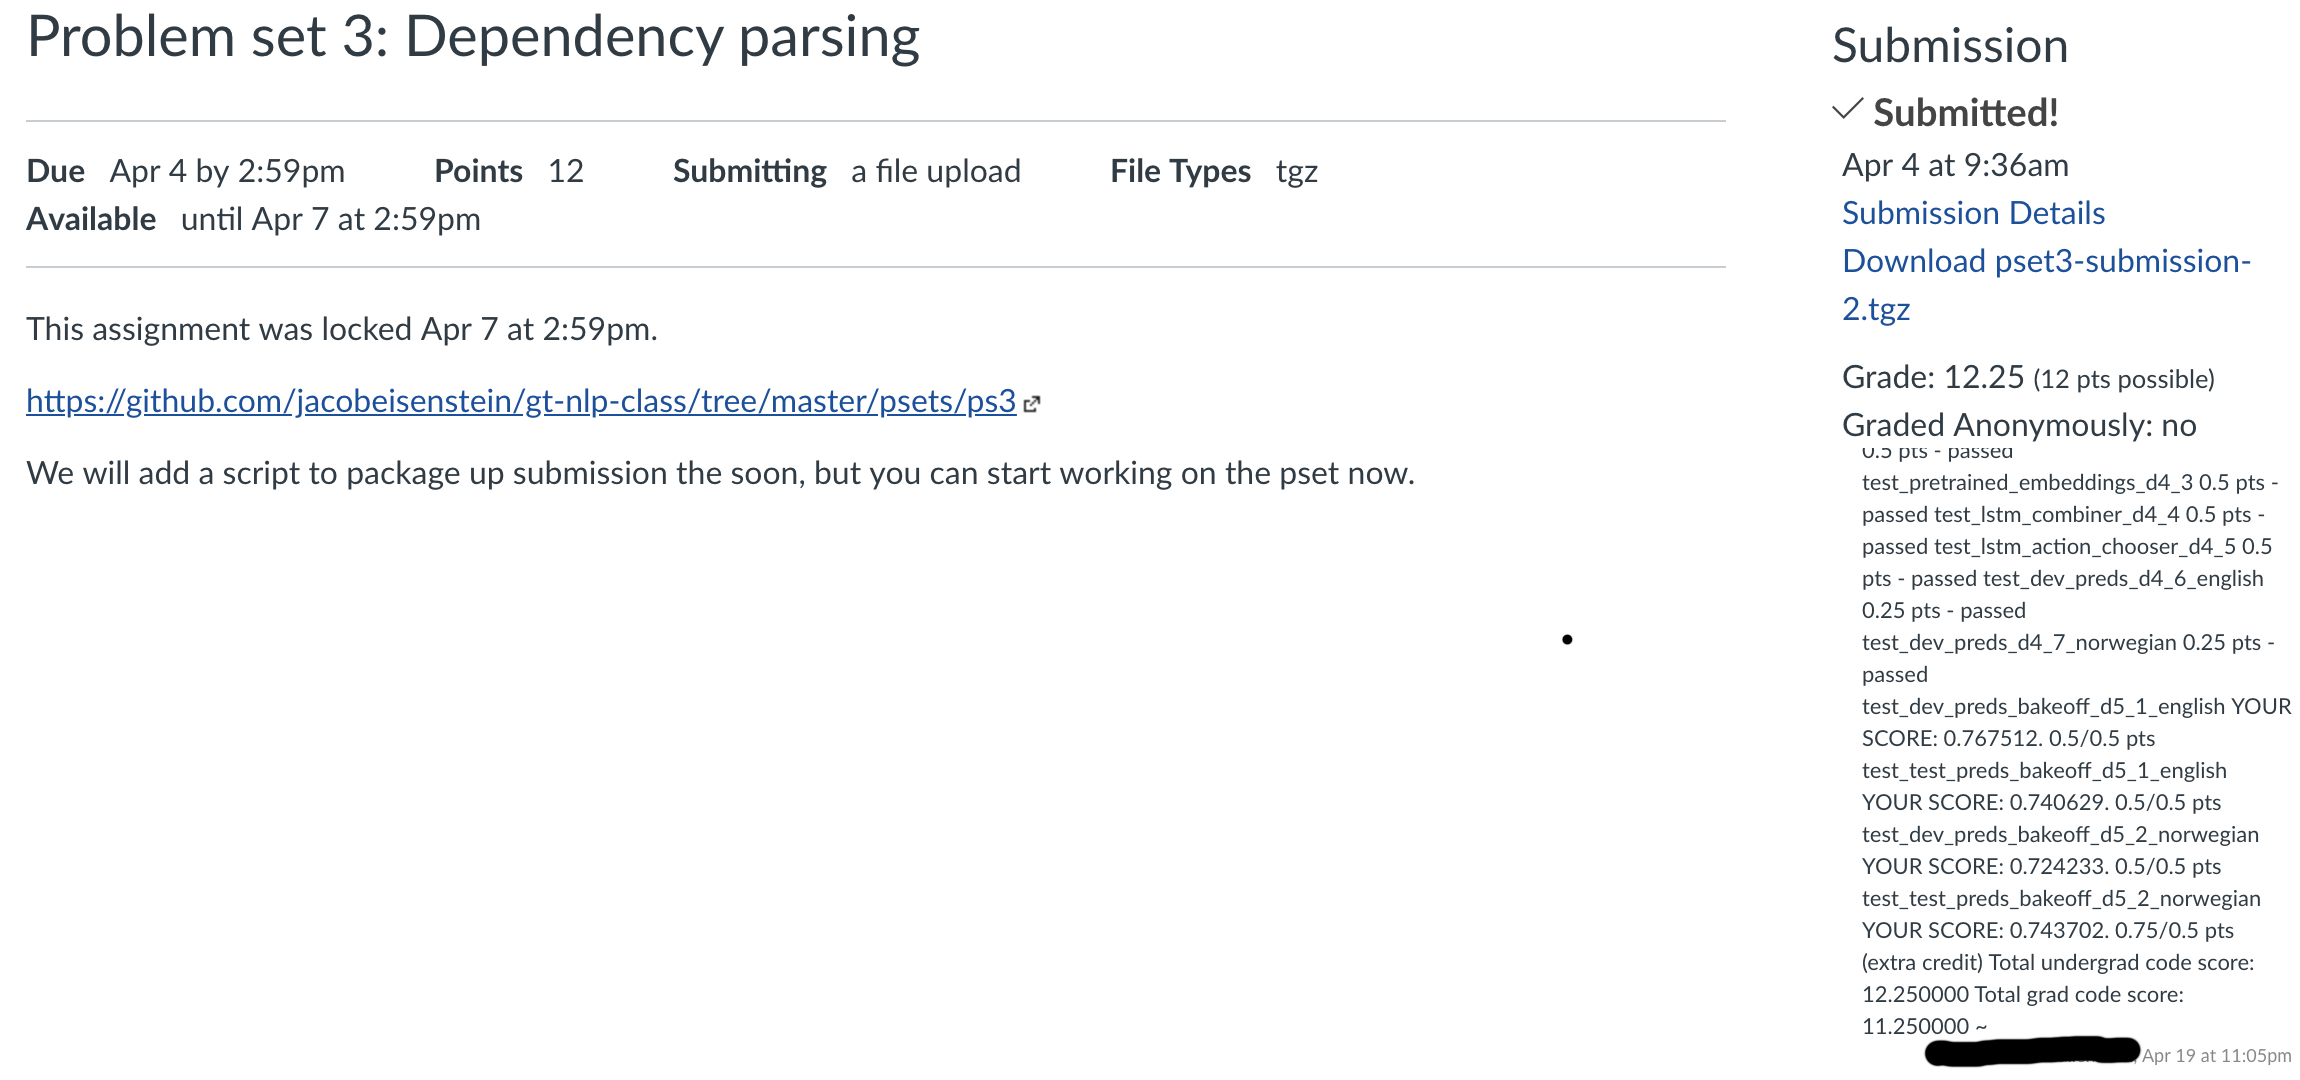 Problem set 3: Dependency parsing
Due Apr 4 by 2:59pm Points 12 Submitting a file upload File Types tgz
Available until Apr 7 at 2:59pm
This assignment was locked Apr 7 at 2:59pm.
https://github.com/jacobeisenstein/gt-nlp-class/tree/master/psets/ps3
We will add a script to package up submission the soon, but you can start working on the pset now.
Submission
Submitted!
Apr 4 at 9:36am
Submission Details
Download pset3-submission-
2.tgz
Grade: 12.25 (12 pts possible)
Graded Anonymously: no
0.5 pts - passed
test_pretrained_embeddings_d4_3 0.5 pts -
passed test_lstm_combiner_d4_4 0.5 pts -
passed test_lstm_action_chooser_d4_5 0.5
pts - passed test_dev_preds_d4_6_english
0.25 pts - passed
test_dev_preds_d4_7_norwegian 0.25 pts -
passed
test_dev_preds_bakeoff_d5_1_english YOUR
SCORE: 0.767512. 0.5/0.5 pts
test_test_preds_bakeoff_d5_1_english
YOUR SCORE: 0.740629. 0.5/0.5 pts
test_dev_preds_bakeoff_d5_2_norwegian
YOUR SCORE: 0.724233. 0.5/0.5 pts
test_test_preds_bakeoff_d5_2_norwegian
YOUR SCORE: 0.743702. 0.75/0.5 pts
(extra credit) Total undergrad code score:
12.250000 Total grad code score:
11.250000 ~
Apr 19 at 11:05pm